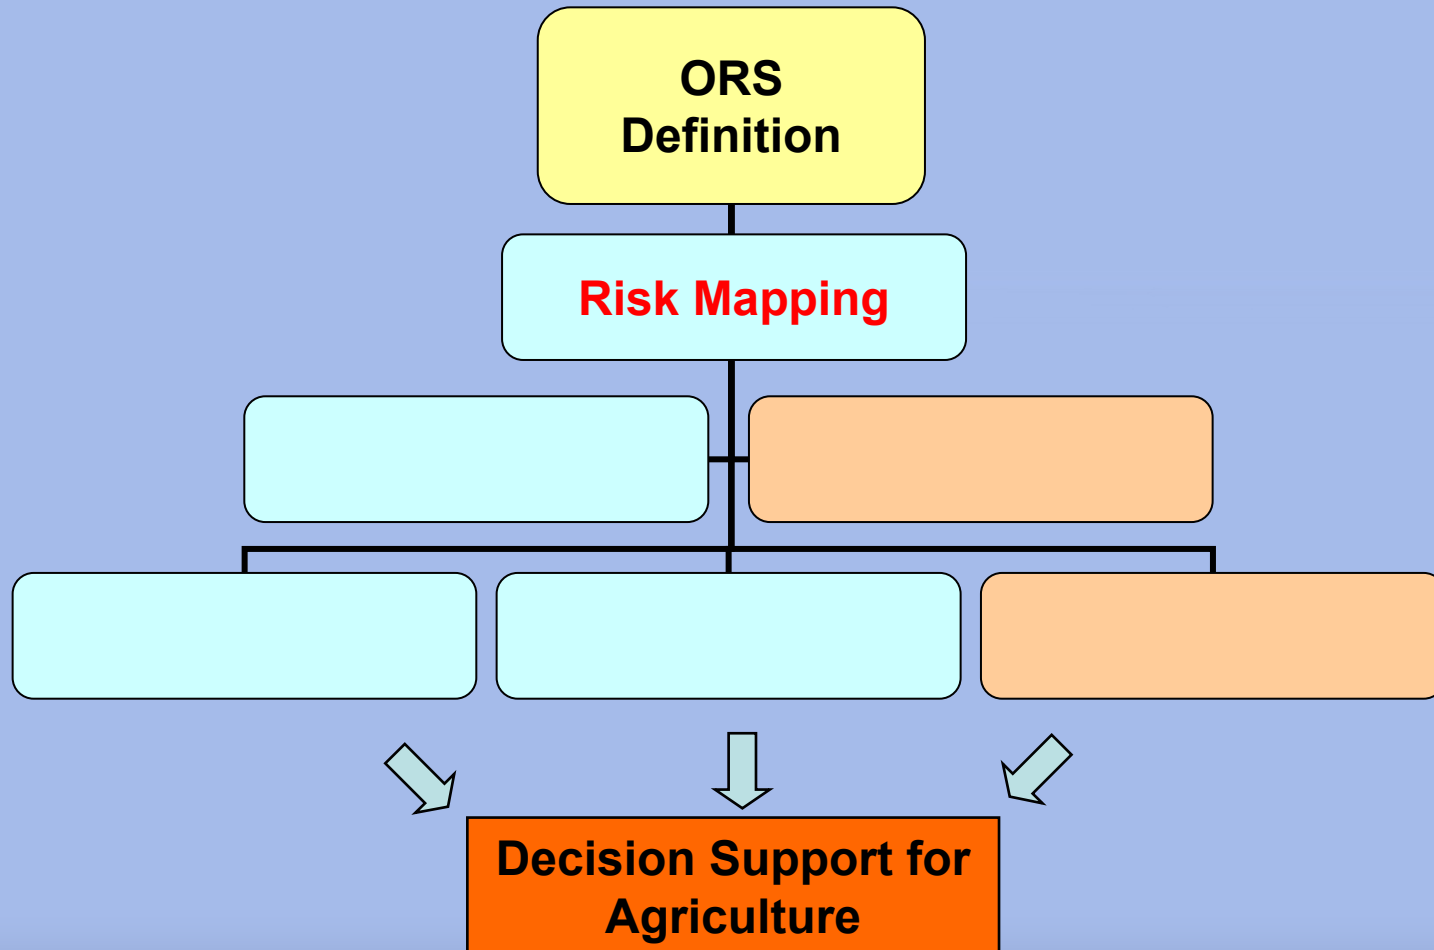 ORS
Definition
Risk Mapping
Decision Support for
Agriculture